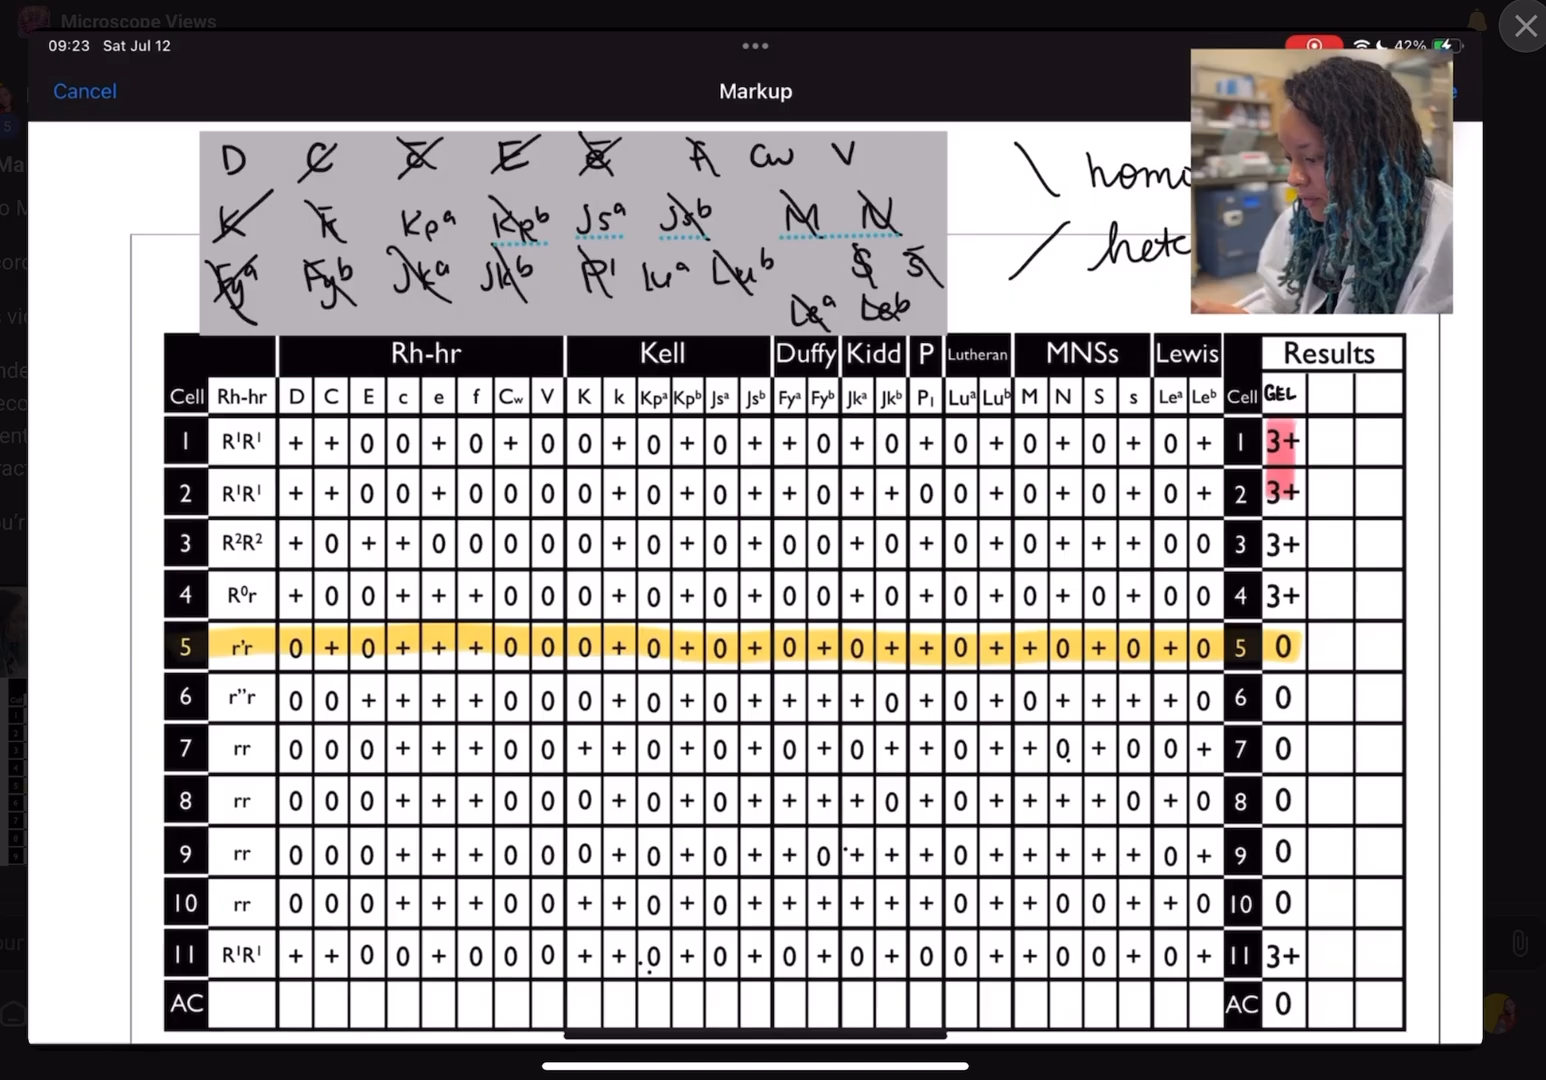 Microscope Views
09:23 Sat Jul 12
42%
Cancel
Markup
D C c E e f Cw V
K k Kpª Kpᵇ Jsª Jsᵇ M N
Fyª Fyᵇ Jkª Jkᵇ P¹ Luª Luᵇ S s
Leª Leᵇ
\ homo
/ hete
Rh-hr Kell Duffy Kidd P Lutheran MNSs Lewis Results
Cell Rh-hr D C E c e f Cw V K k Kpª Kpᵇ Jsª Jsᵇ Fyª Fyᵇ Jkª Jkᵇ P₁ Luª Luᵇ M N S s Leª Leᵇ Cell GEL
1 R¹R¹ + + 0 0 + 0 + 0 0 + 0 + 0 + + 0 + 0 + 0 + 0 + 0 + 0 + 1 3+
2 R¹R¹ + + 0 0 + 0 0 0 0 + 0 + 0 + + 0 + + 0 0 + 0 + 0 + 0 + 2 3+
3 R²R² + 0 + + 0 0 0 0 0 + 0 + 0 + 0 0 + 0 + 0 + 0 + + + 0 0 3 3+
4 R⁰r + 0 0 + + + 0 0 0 + 0 + 0 + 0 0 + 0 + 0 + 0 + 0 + 0 0 4 3+
5 r'r 0 + 0 + + + 0 0 0 + 0 + 0 + 0 + 0 + + 0 + + 0 + 0 + 0 5 0
6 r"r 0 0 + + + + 0 0 0 + 0 + 0 + + + + 0 + 0 + 0 + + + + 0 6 0
7 rr 0 0 0 + + + 0 0 + + 0 + 0 + 0 + 0 + + 0 + + 0 + 0 0 + 7 0
8 rr 0 0 0 + + + 0 0 0 + 0 + 0 + + + + 0 + 0 + + + + 0 + 0 8 0
9 rr 0 0 0 + + + 0 0 0 + 0 + 0 + + 0 + + + 0 + + + + + 0 + 9 0
10 rr 0 0 0 + + + 0 0 + + 0 + 0 + + + + + + 0 + + 0 0 + + 0 10 0
11 R¹R¹ + + 0 0 + 0 0 0 + + 0 + 0 + 0 + 0 + 0 0 + + 0 0 + 0 + 11 3+
AC AC 0